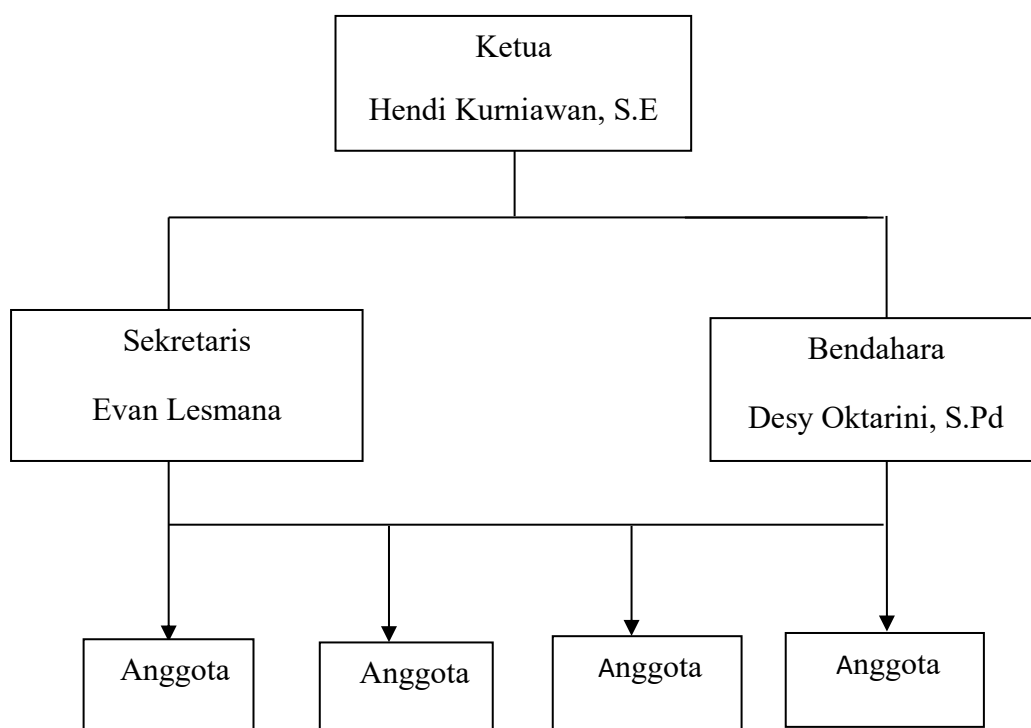 Ketua
Hendi Kurniawan, S.E
Sekretaris
Evan Lesmana
Bendahara
Desy Oktarini, S.Pd
Anggota
Anggota
Anggota
Anggota